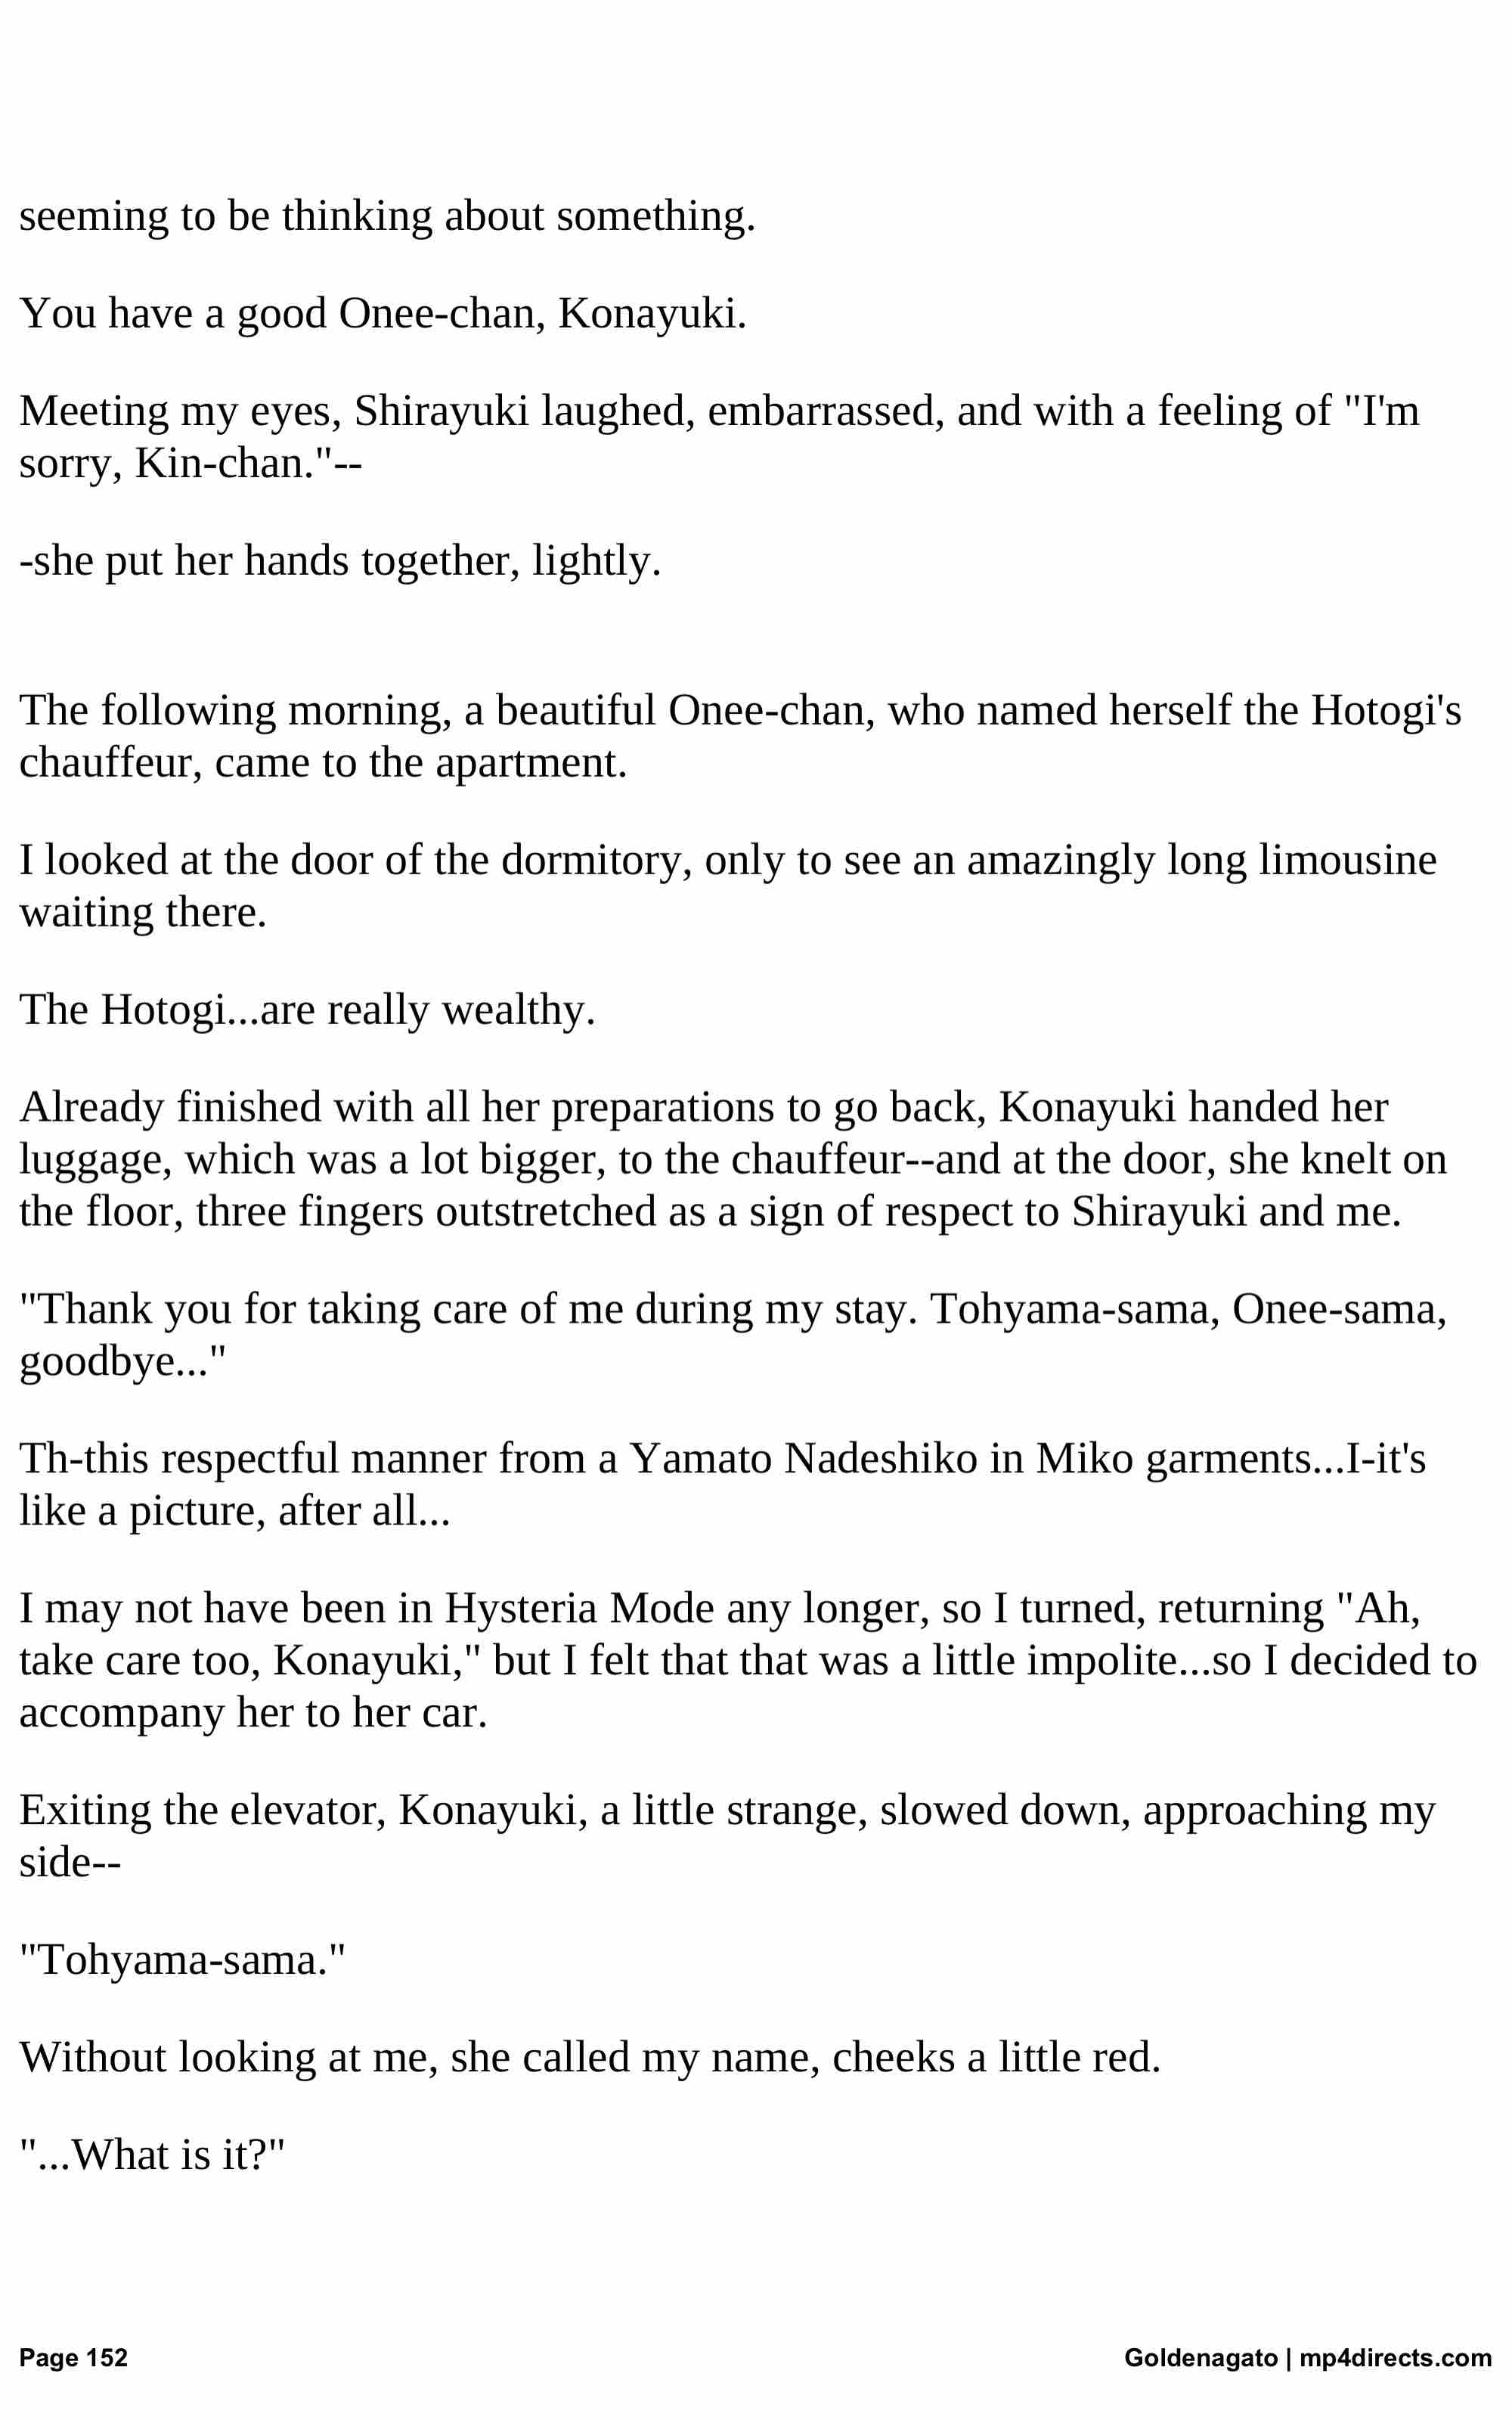 seeming to be thinking about something.
You have a good Onee-chan, Konayuki.
Meeting my eyes, Shirayuki laughed, embarrassed, and with a feeling of "I'm
sorry, Kin-chan."--
-she put her hands together, lightly.
The following morning, a beautiful Onee-chan, who named herself the Hotogi's
chauffeur, came to the apartment.
I looked at the door of the dormitory, only to see an amazingly long limousine
waiting there.
The Hotogi...are really wealthy.
Already finished with all her preparations to go back, Konayuki handed her
luggage, which was a lot bigger, to the chauffeur--and at the door, she knelt on
the floor, three fingers outstretched as a sign of respect to Shirayuki and me.
"Thank you for taking care of me during my stay. Tohyama-sama, Onee-sama,
goodbye..."
Th-this respectful manner from a Yamato Nadeshiko in Miko garments...I-it's
like a picture, after all...
I may not have been in Hysteria Mode any longer, so I turned, returning "Ah,
take care too, Konayuki," but I felt that that was a little impolite...so I decided to
accompany her to her car.
Exiting the elevator, Konayuki, a little strange, slowed down, approaching my
side--
"Tohyama-sama."
Without looking at me, she called my name, cheeks a little red.
"...What is it?"
Page 152
Goldenagato | mp4directs.com